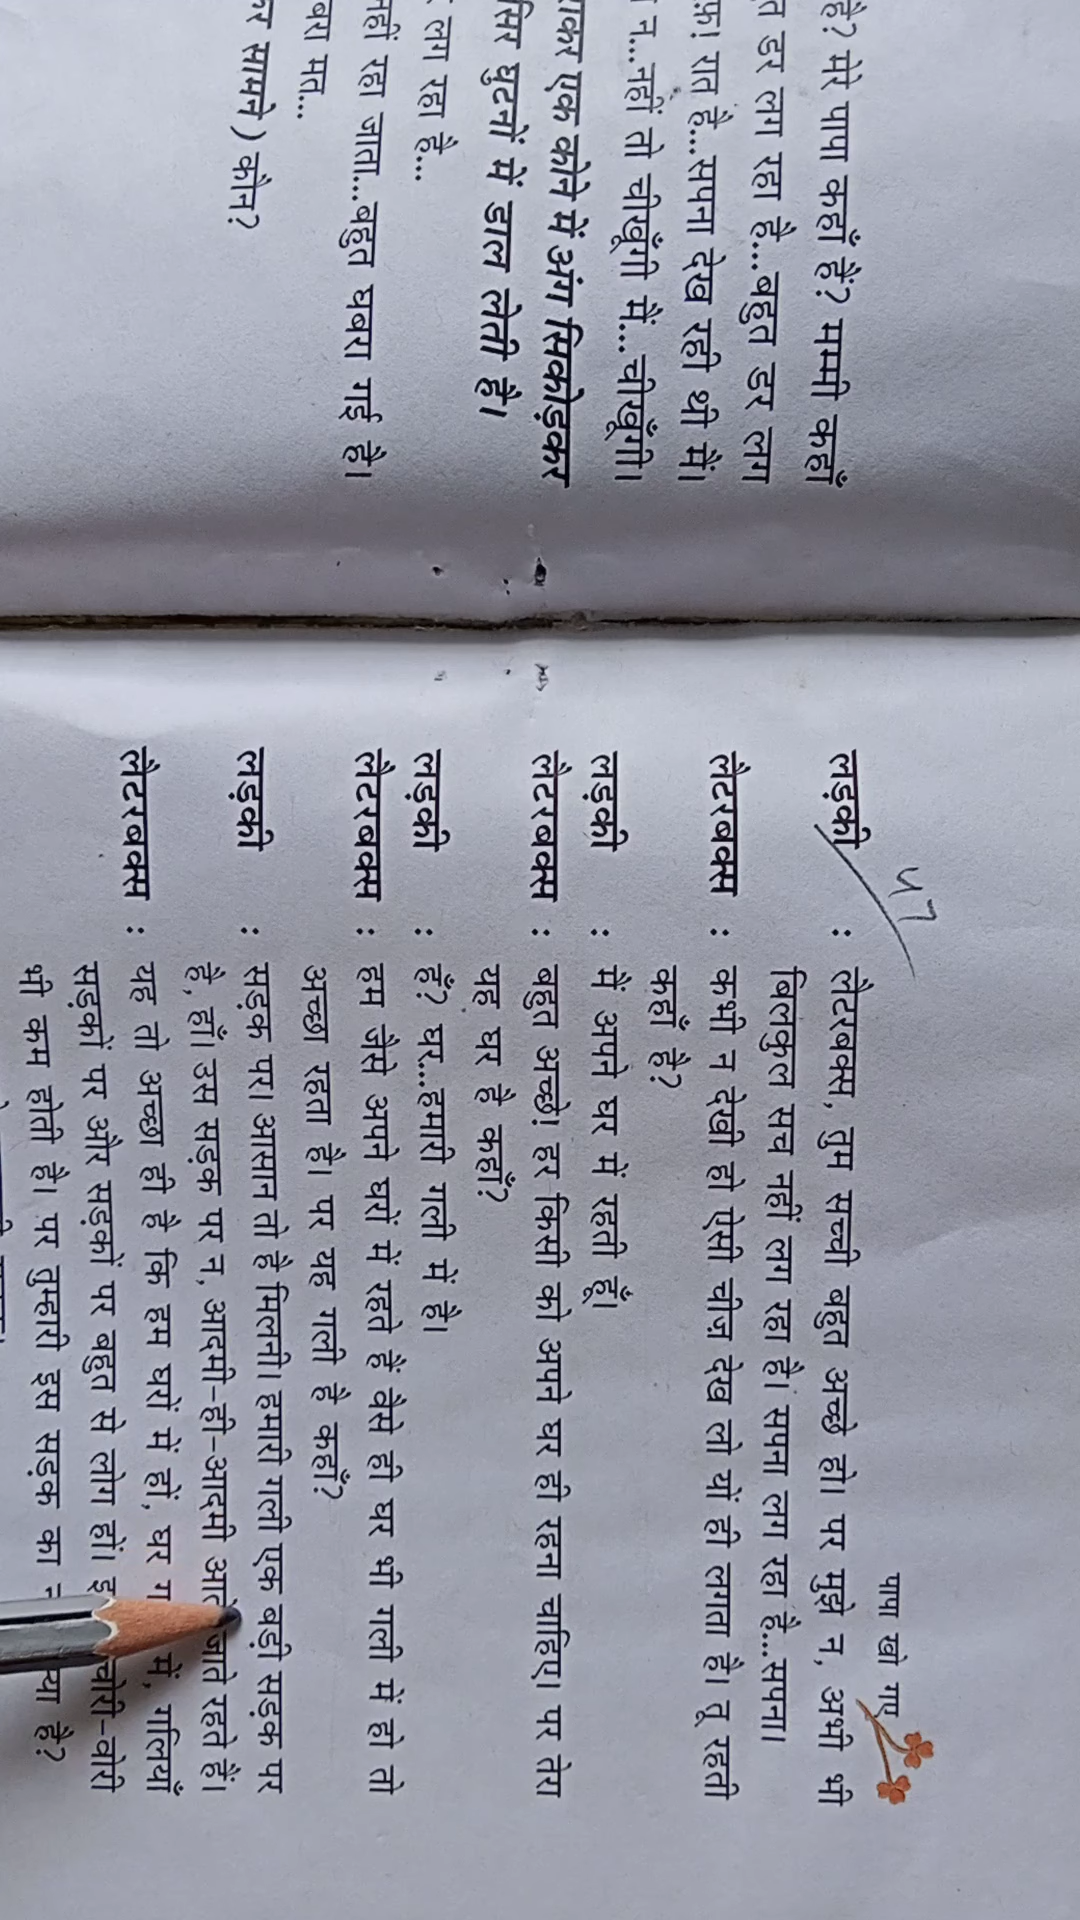 है? मेरे पापा कहाँ हैं? मम्मी कहाँ
डर लग रहा है...बहुत डर लग
रात है...सपना देख रही थी मैं।
न...नहीं तो चीखूँगी मैं...चीखूँगी।
एक कोने में अंग सिकोड़कर
सिर घुटनों में डाल लेती है।
लग रहा है...
नहीं रहा जाता...बहुत घबरा गई है।
मत...
सामने ) कौन?
पापा खो गए
लड़की : लैटरबक्स, तुम सच्ची बहुत अच्छे हो। पर मुझे न, अभी भी
बिलकुल सच नहीं लग रहा है। सपना लग रहा है...सपना।
लैटरबक्स : कभी न देखी हो ऐसी चीज देख लो यों ही लगता है। तू रहती
कहाँ है?
लड़की : मैं अपने घर में रहती हूँ।
लैटरबक्स : बहुत अच्छे! हर किसी को अपने घर ही रहना चाहिए। पर तेरा
यह घर है कहाँ?
लड़की : हैं? घर...हमारी गली में है।
लैटरबक्स : हम जैसे अपने घरों में रहते हैं वैसे ही घर भी गली में हो तो
अच्छा रहता है। पर यह गली है कहाँ?
लड़की : सड़क पर। आसान तो है मिलनी। हमारी गली एक बड़ी सड़क पर
है, हाँ। उस सड़क पर न, आदमी-ही-आदमी आते जाते रहते हैं।
लैटरबक्स : यह तो अच्छा ही है कि हम घरों में हों, घर में, गलियाँ
सड़कों पर और सड़कों पर बहुत से लोग हों। चोरी-वोरी
भी कम होती है। पर तुम्हारी इस सड़क का क्या है?